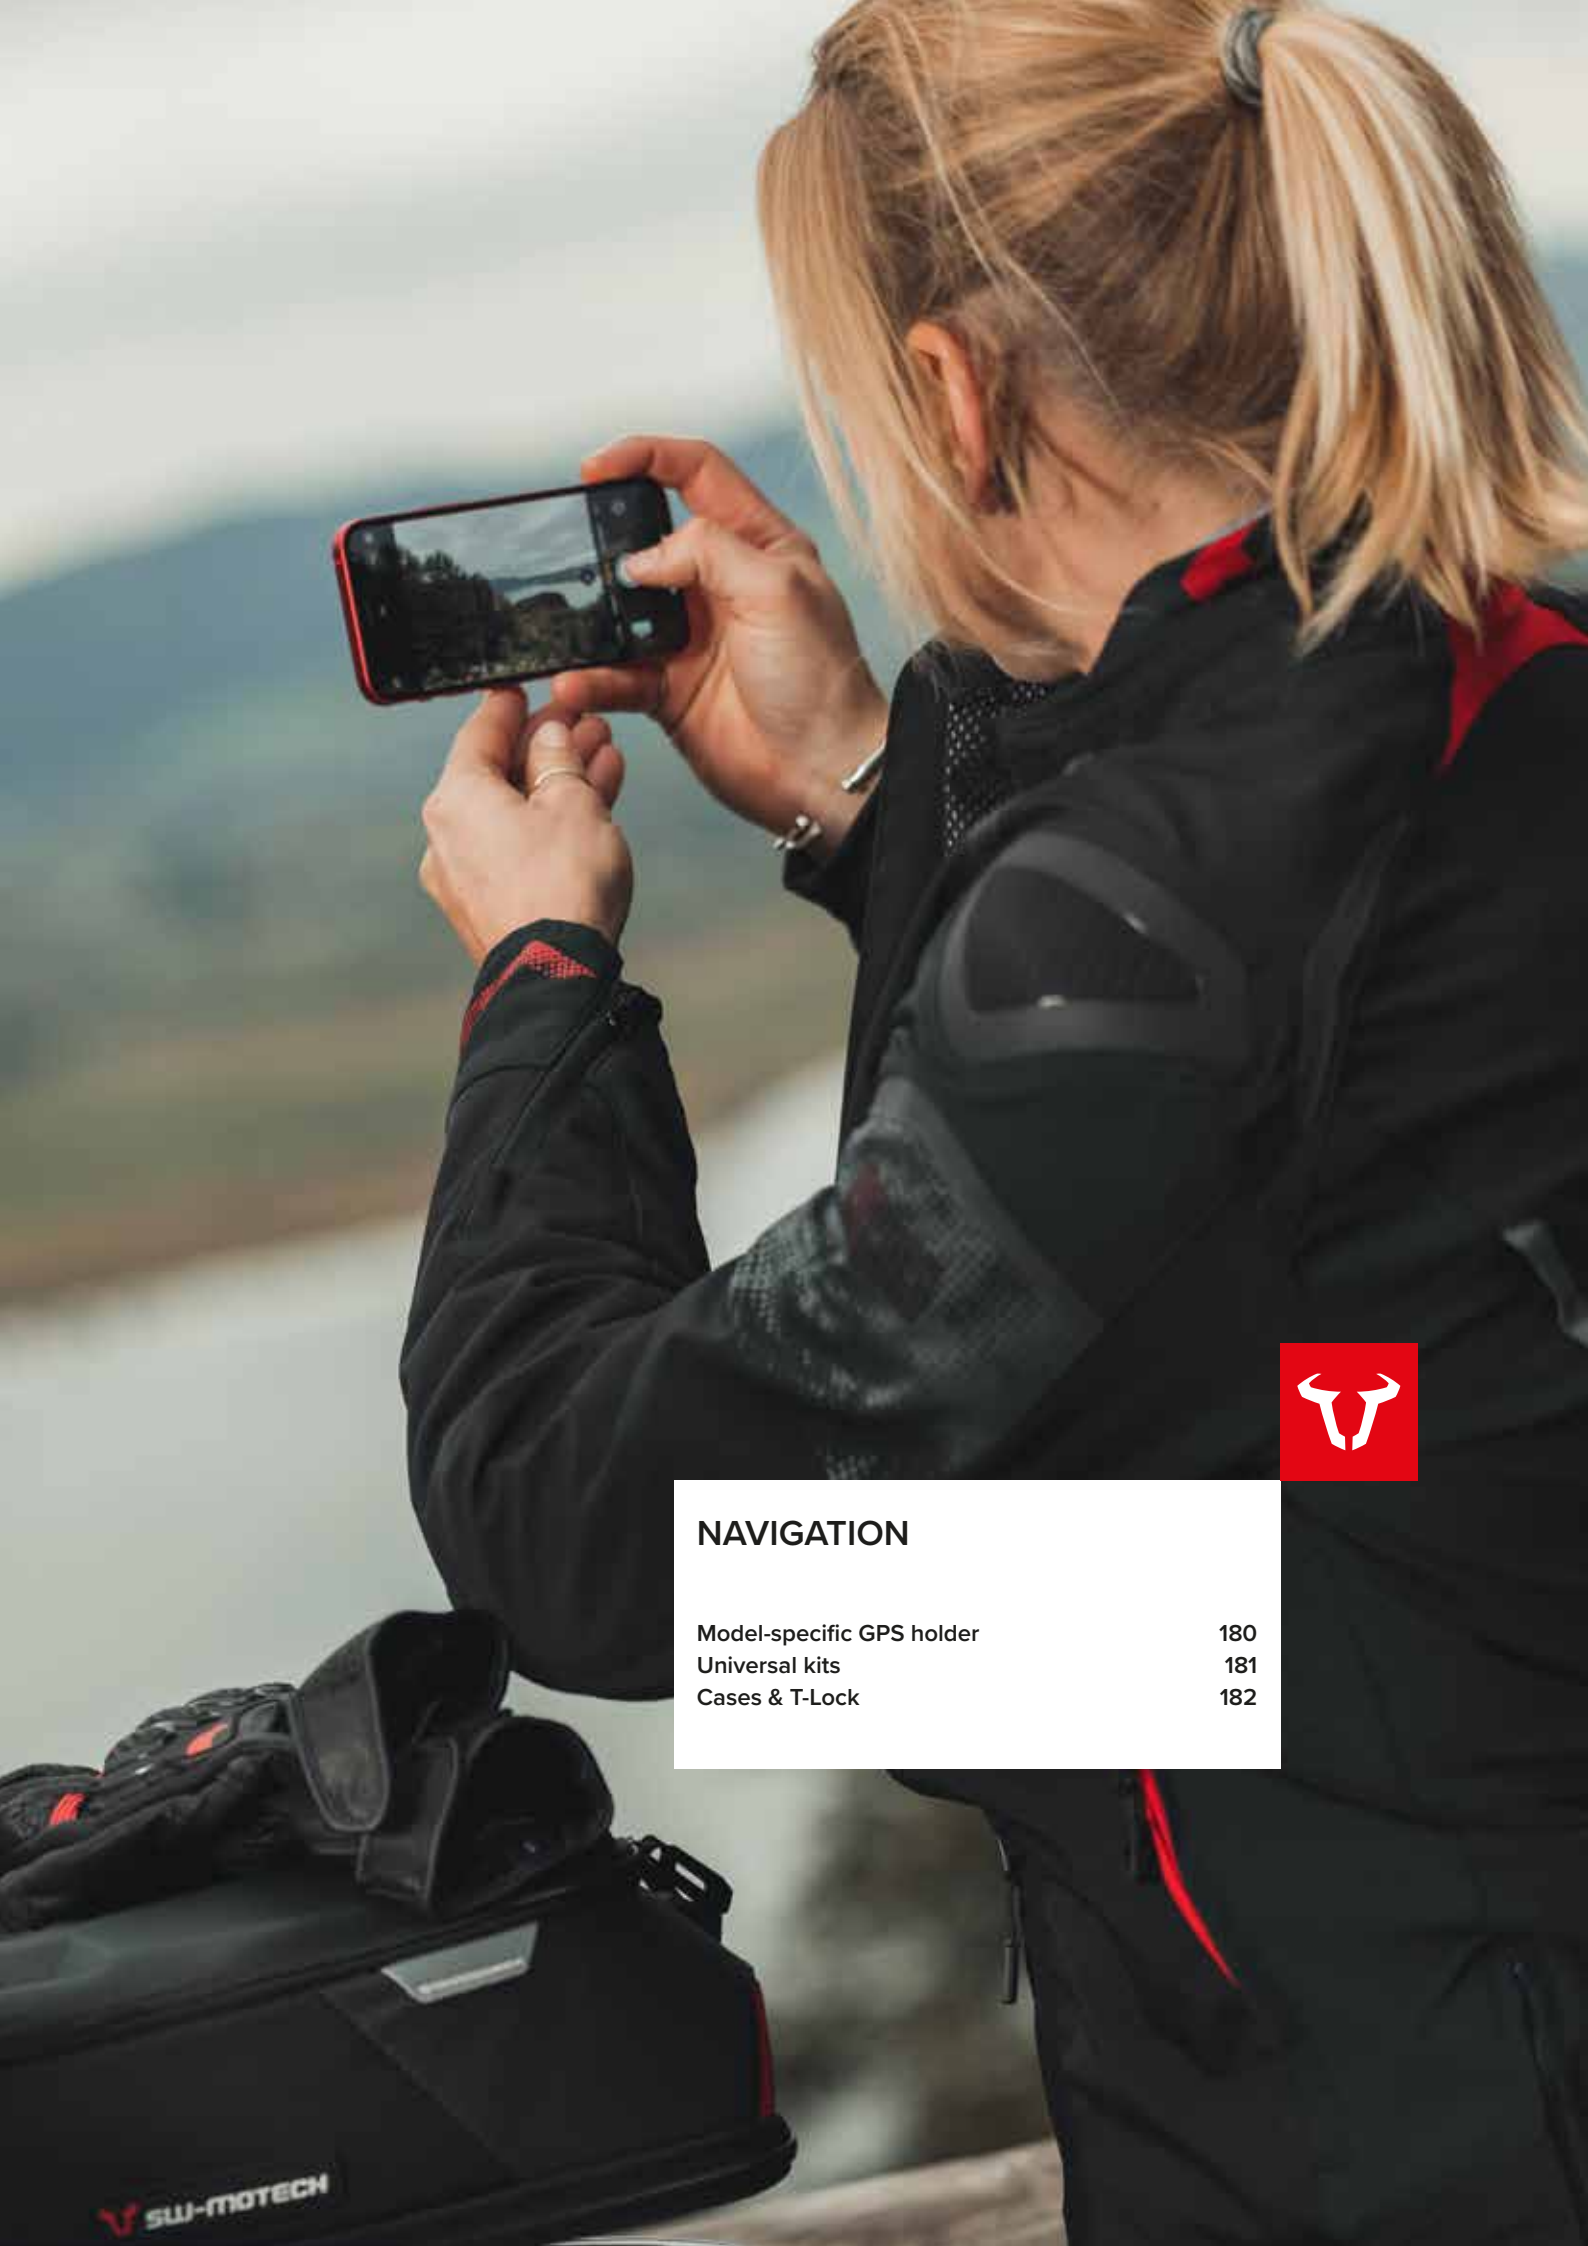 NAVIGATION
Model-specific GPS holder 180
Universal kits 181
Cases & T-Lock 182
SW-MOTECH